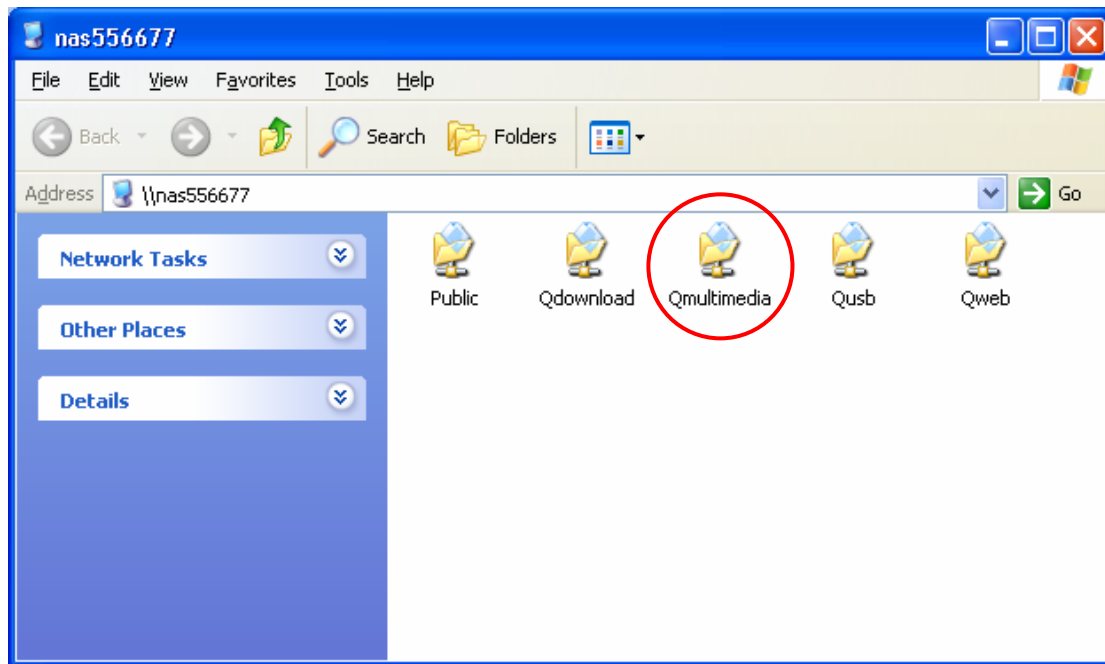 nas556677
File Edit View Favorites Tools Help
Back Search Folders
Address \\nas556677 Go
Network Tasks
Other Places
Details
Public Qdownload Qmultimedia Qusb Qweb